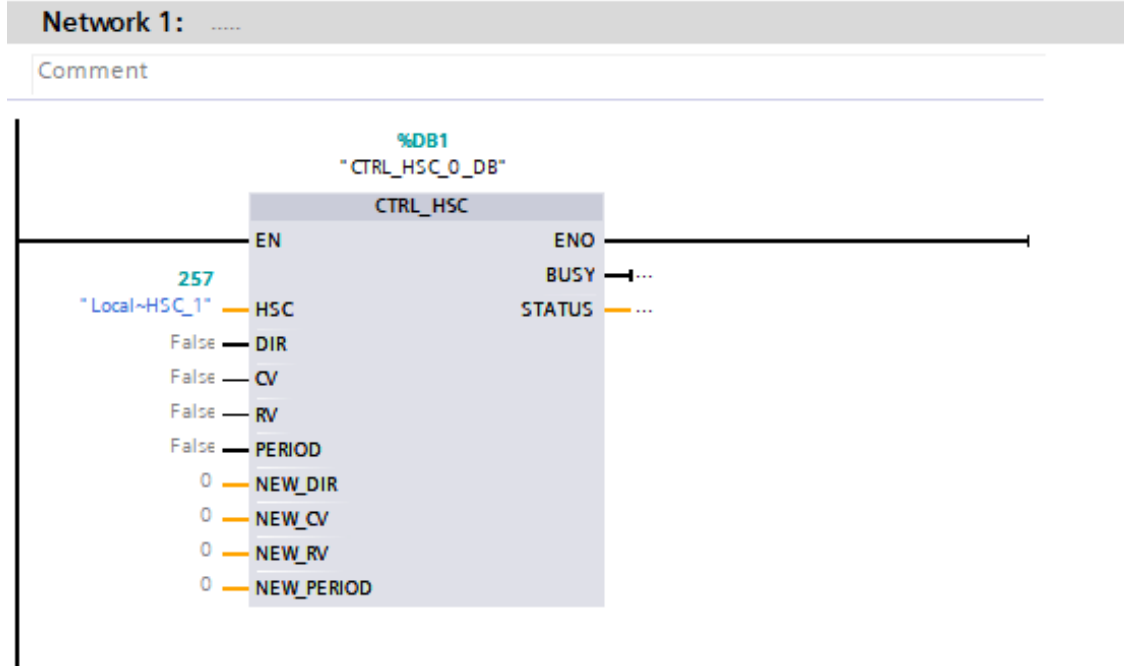 Network 1: .....
Comment
%DB1
"CTRL_HSC_0_DB"
CTRL_HSC
EN ENO
BUSY ...
257
"Local~HSC_1" HSC STATUS ...
False DIR
False CV
False RV
False PERIOD
0 NEW_DIR
0 NEW_CV
0 NEW_RV
0 NEW_PERIOD